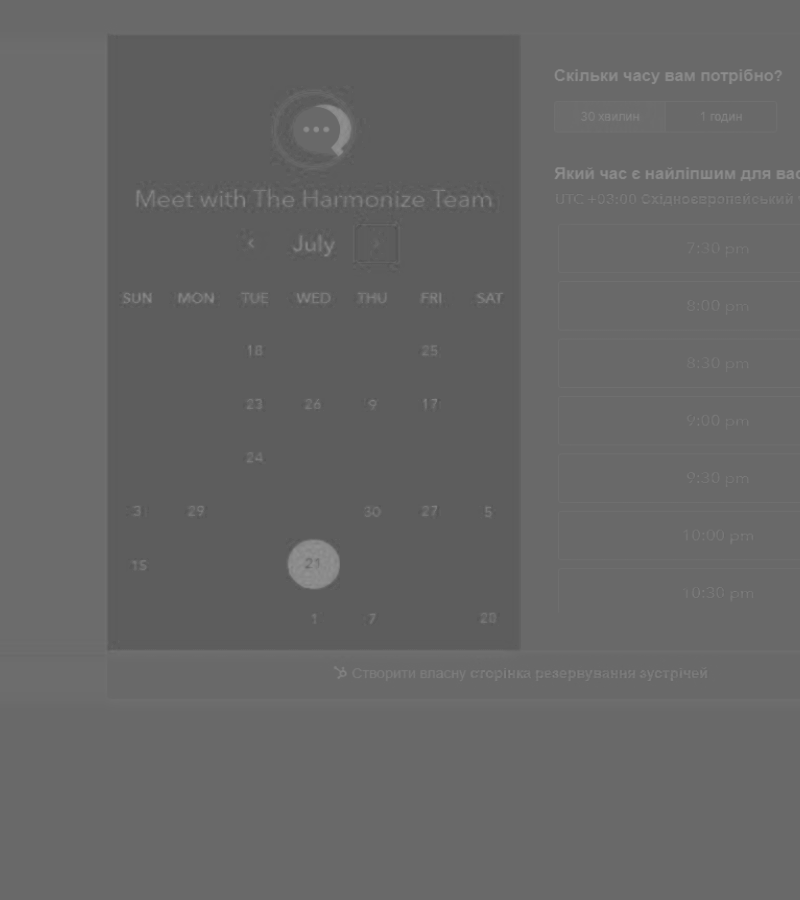 Meet with The Harmonize Team
July
SUN MON TUE WED THU FRI SAT
18 25
23 26 9 17
24
3 29 30 27 5
15 21
1 7 28
Скільки часу вам потрібно?
30 хвилин 1 годин
Який час є найліпшим для вас
UTC +03:00 Східноєвропейський ч
7:30 pm
8:00 pm
8:30 pm
9:00 pm
9:30 pm
10:00 pm
10:30 pm
Створити власну сторінка резервування зустрічей